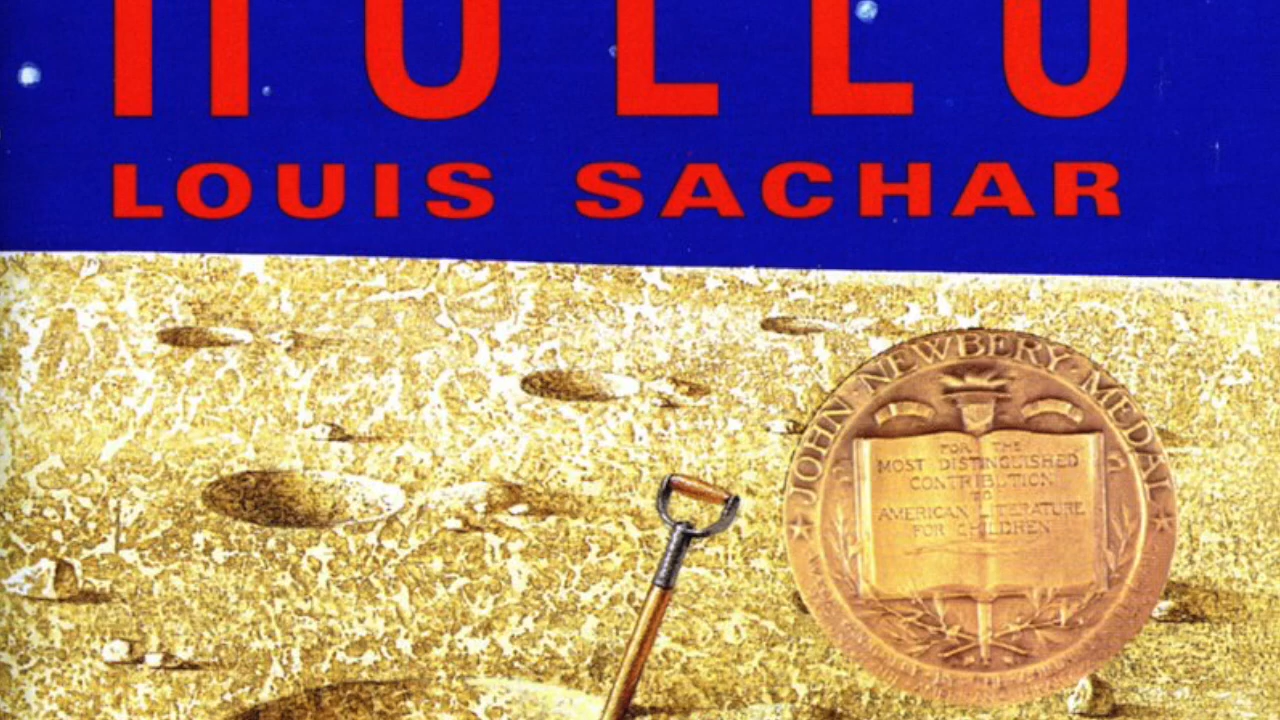 LOUIS SACHAR
JOHN NEWBERY MEDAL
FOR THE
MOST DISTINGUISHED
CONTRIBUTION
TO
AMERICAN LITERATURE
FOR CHILDREN